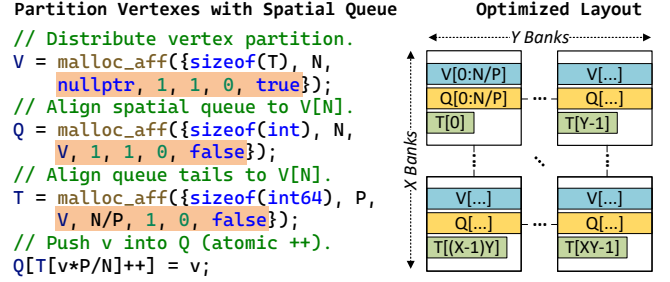 Partition Vertexes with Spatial Queue
// Distribute vertex partition.
V = malloc_aff({sizeof(T), N,
nullptr, 1, 1, 0, true});
// Align spatial queue to V[N].
Q = malloc_aff({sizeof(int), N,
V, 1, 1, 0, false});
// Align queue tails to V[N].
T = malloc_aff({sizeof(int64), P,
V, N/P, 1, 0, false});
// Push v into Q (atomic ++).
Q[T[v*P/N]++] = v;
Optimized Layout
Y Banks
X Banks
V[0:N/P]
Q[0:N/P]
T[0]
...
V[...]
Q[...]
T[Y-1]
V[...]
Q[...]
T[(X-1)Y]
...
V[...]
Q[...]
T[XY-1]